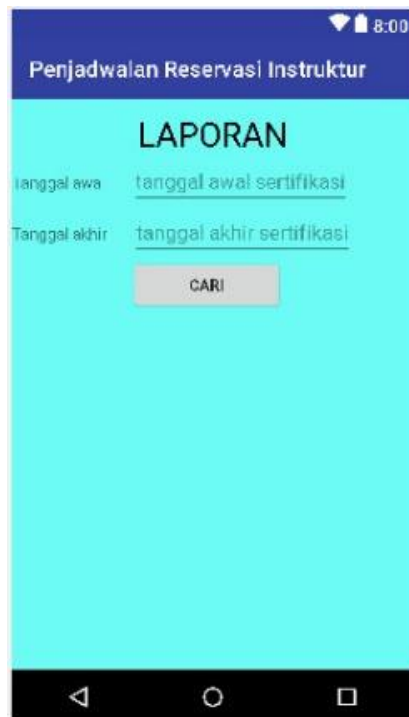 8:00
Penjadwalan Reservasi Instruktur
LAPORAN
Tanggal awa tanggal awal sertifikasi
Tanggal akhir tanggal akhir sertifikasi
CARI